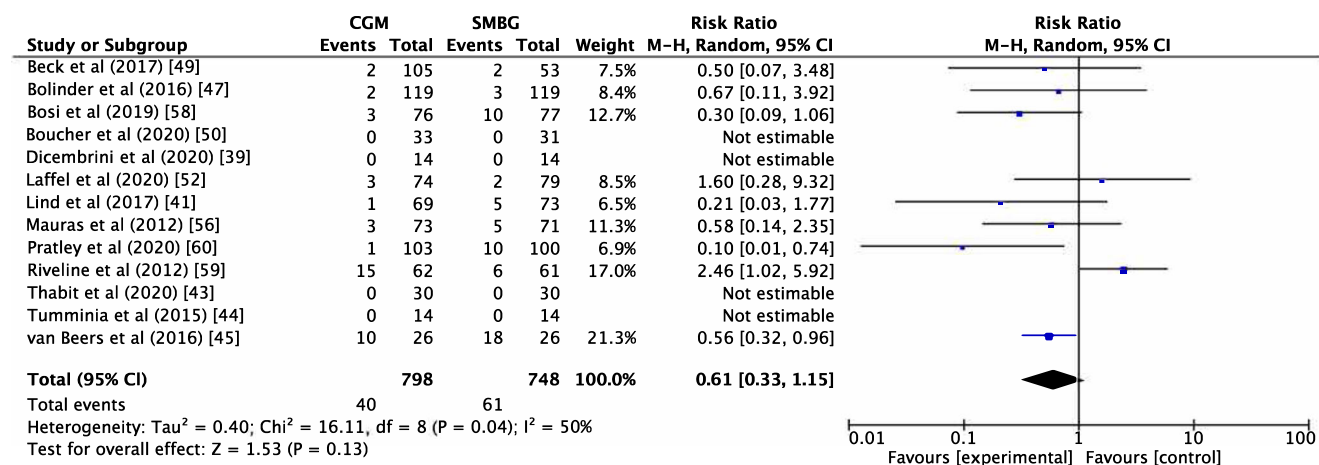 CGM SMBG Risk Ratio Risk Ratio
Study or Subgroup Events Total Events Total Weight M-H, Random, 95% CI M-H, Random, 95% CI
Beck et al (2017) [49] 2 105 2 53 7.5% 0.50 [0.07, 3.48]
Bolinder et al (2016) [47] 2 119 3 119 8.4% 0.67 [0.11, 3.92]
Bosi et al (2019) [58] 3 76 10 77 12.7% 0.30 [0.09, 1.06]
Boucher et al (2020) [50] 0 33 0 31 Not estimable
Dicembrini et al (2020) [39] 0 14 0 14 Not estimable
Laffel et al (2020) [52] 3 74 2 79 8.5% 1.60 [0.28, 9.32]
Lind et al (2017) [41] 1 69 5 73 6.5% 0.21 [0.03, 1.77]
Mauras et al (2012) [56] 3 73 5 71 11.3% 0.58 [0.14, 2.35]
Pratley et al (2020) [60] 1 103 10 100 6.9% 0.10 [0.01, 0.74]
Riveline et al (2012) [59] 15 62 6 61 17.0% 2.46 [1.02, 5.92]
Thabit et al (2020) [43] 0 30 0 30 Not estimable
Tumminia et al (2015) [44] 0 14 0 14 Not estimable
van Beers et al (2016) [45] 10 26 18 26 21.3% 0.56 [0.32, 0.96]
Total (95% CI) 798 748 100.0% 0.61 [0.33, 1.15]
Total events 40 61
Heterogeneity: Tau² = 0.40; Chi² = 16.11, df = 8 (P = 0.04); I² = 50%
Test for overall effect: Z = 1.53 (P = 0.13)
0.01 0.1 1 10 100
Favours [experimental] Favours [control]